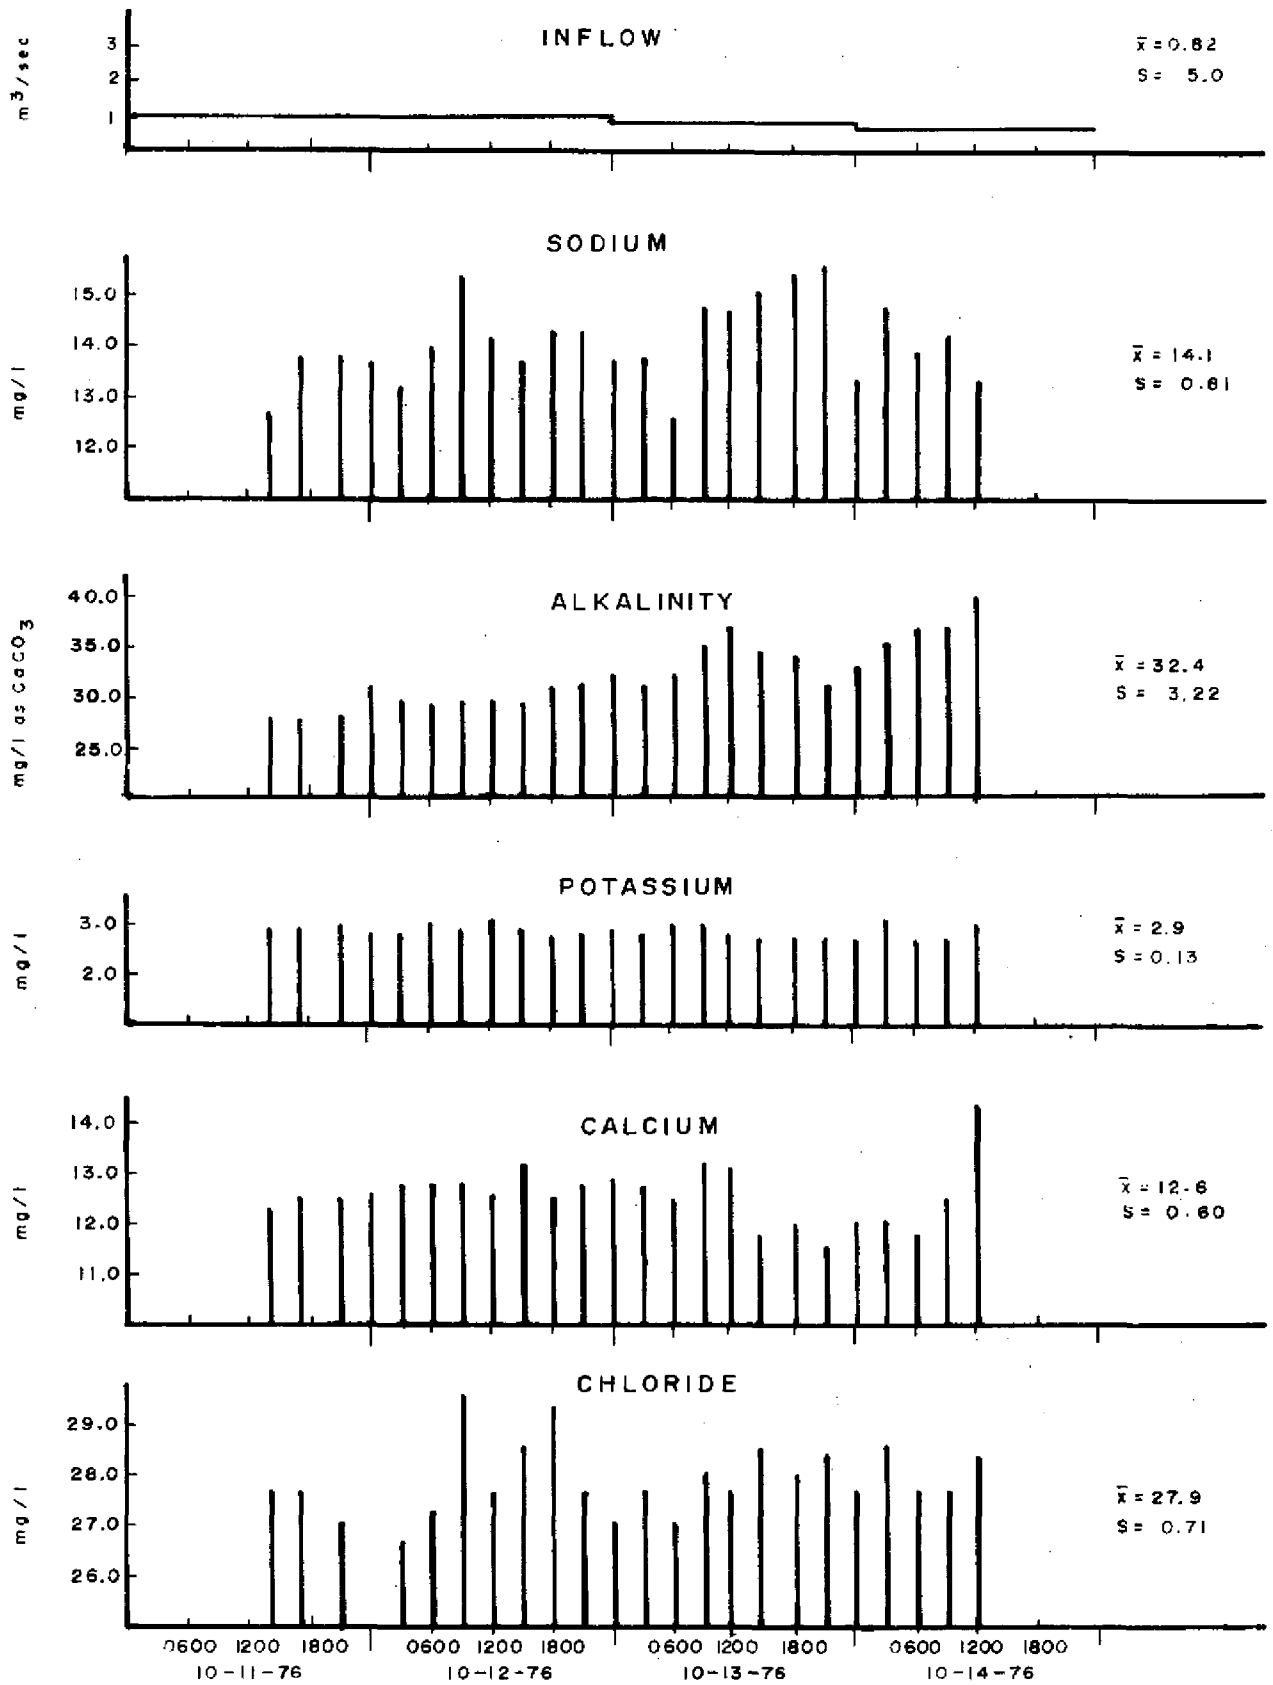 INFLOW
m3/sec
3
2
1
x̄ = 0.82
S = 5.0
SODIUM
mg/l
15.0
14.0
13.0
12.0
x̄ = 14.1
S = 0.81
ALKALINITY
mg/l as CaCO3
40.0
35.0
30.0
25.0
x̄ = 32.4
S = 3.22
POTASSIUM
mg/l
3.0
2.0
x̄ = 2.9
S = 0.13
CALCIUM
mg/l
14.0
13.0
12.0
11.0
x̄ = 12.6
S = 0.60
CHLORIDE
mg/l
29.0
28.0
27.0
26.0
x̄ = 27.9
S = 0.71
0600 1200 1800 0600 1200 1800 0600 1200 1800 0600 1200 1800
10-11-76 10-12-76 10-13-76 10-14-76